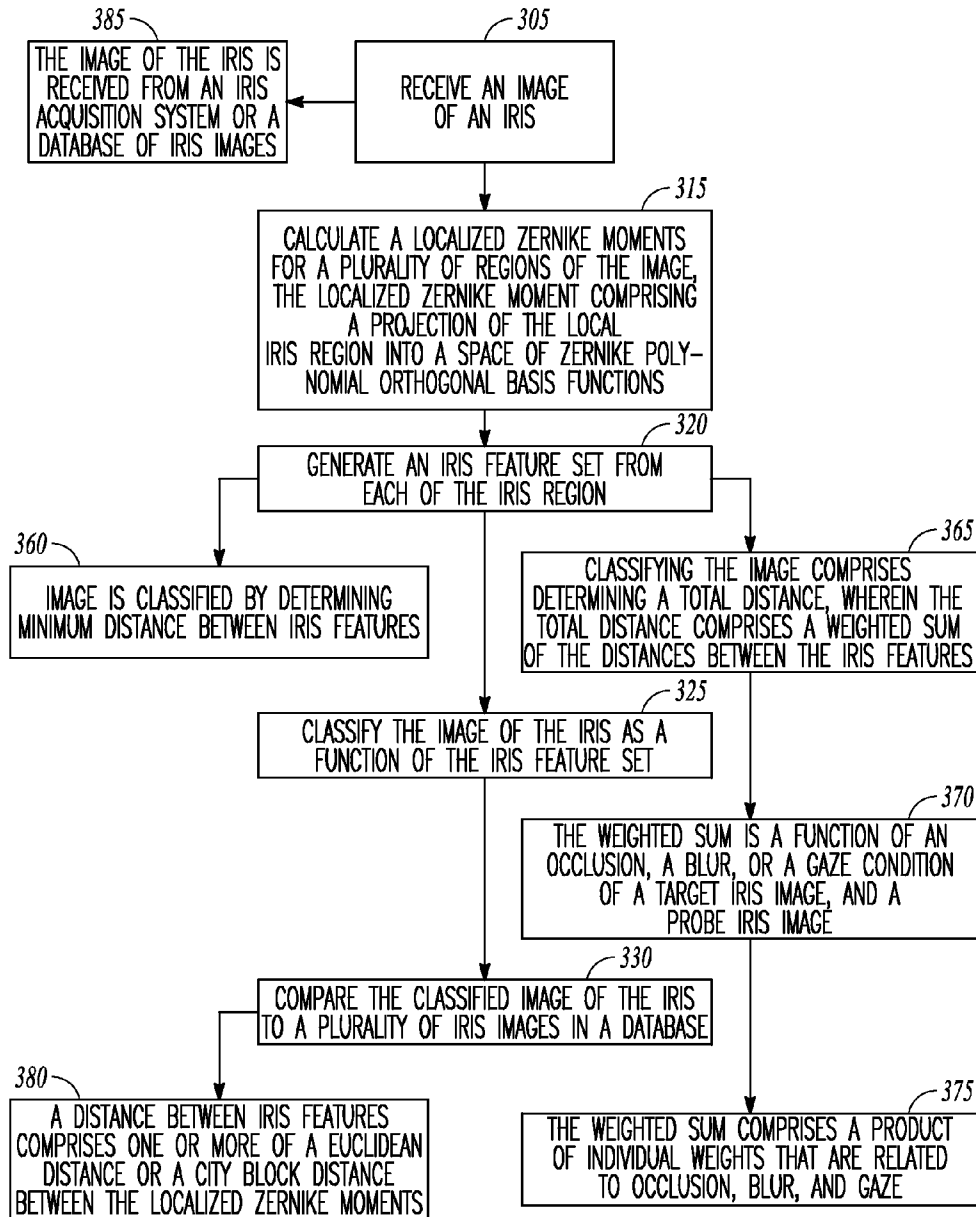 385
THE IMAGE OF THE IRIS IS
RECEIVED FROM AN IRIS
ACQUISITION SYSTEM OR A
DATABASE OF IRIS IMAGES
305
RECEIVE AN IMAGE
OF AN IRIS
315
CALCULATE A LOCALIZED ZERNIKE MOMENTS
FOR A PLURALITY OF REGIONS OF THE IMAGE,
THE LOCALIZED ZERNIKE MOMENT COMPRISING
A PROJECTION OF THE LOCAL
IRIS REGION INTO A SPACE OF ZERNIKE POLY-
NOMIAL ORTHOGONAL BASIS FUNCTIONS
320
GENERATE AN IRIS FEATURE SET FROM
EACH OF THE IRIS REGION
360
IMAGE IS CLASSIFIED BY DETERMINING
MINIMUM DISTANCE BETWEEN IRIS FEATURES
365
CLASSIFYING THE IMAGE COMPRISES
DETERMINING A TOTAL DISTANCE, WHEREIN THE
TOTAL DISTANCE COMPRISES A WEIGHTED SUM
OF THE DISTANCES BETWEEN THE IRIS FEATURES
325
CLASSIFY THE IMAGE OF THE IRIS AS A
FUNCTION OF THE IRIS FEATURE SET
370
THE WEIGHTED SUM IS A FUNCTION OF AN
OCCLUSION, A BLUR, OR A GAZE CONDITION
OF A TARGET IRIS IMAGE, AND A
PROBE IRIS IMAGE
330
COMPARE THE CLASSIFIED IMAGE OF THE IRIS
TO A PLURALITY OF IRIS IMAGES IN A DATABASE
380
A DISTANCE BETWEEN IRIS FEATURES
COMPRISES ONE OR MORE OF A EUCLIDEAN
DISTANCE OR A CITY BLOCK DISTANCE
BETWEEN THE LOCALIZED ZERNIKE MOMENTS
375
THE WEIGHTED SUM COMPRISES A PRODUCT
OF INDIVIDUAL WEIGHTS THAT ARE RELATED
TO OCCLUSION, BLUR, AND GAZE